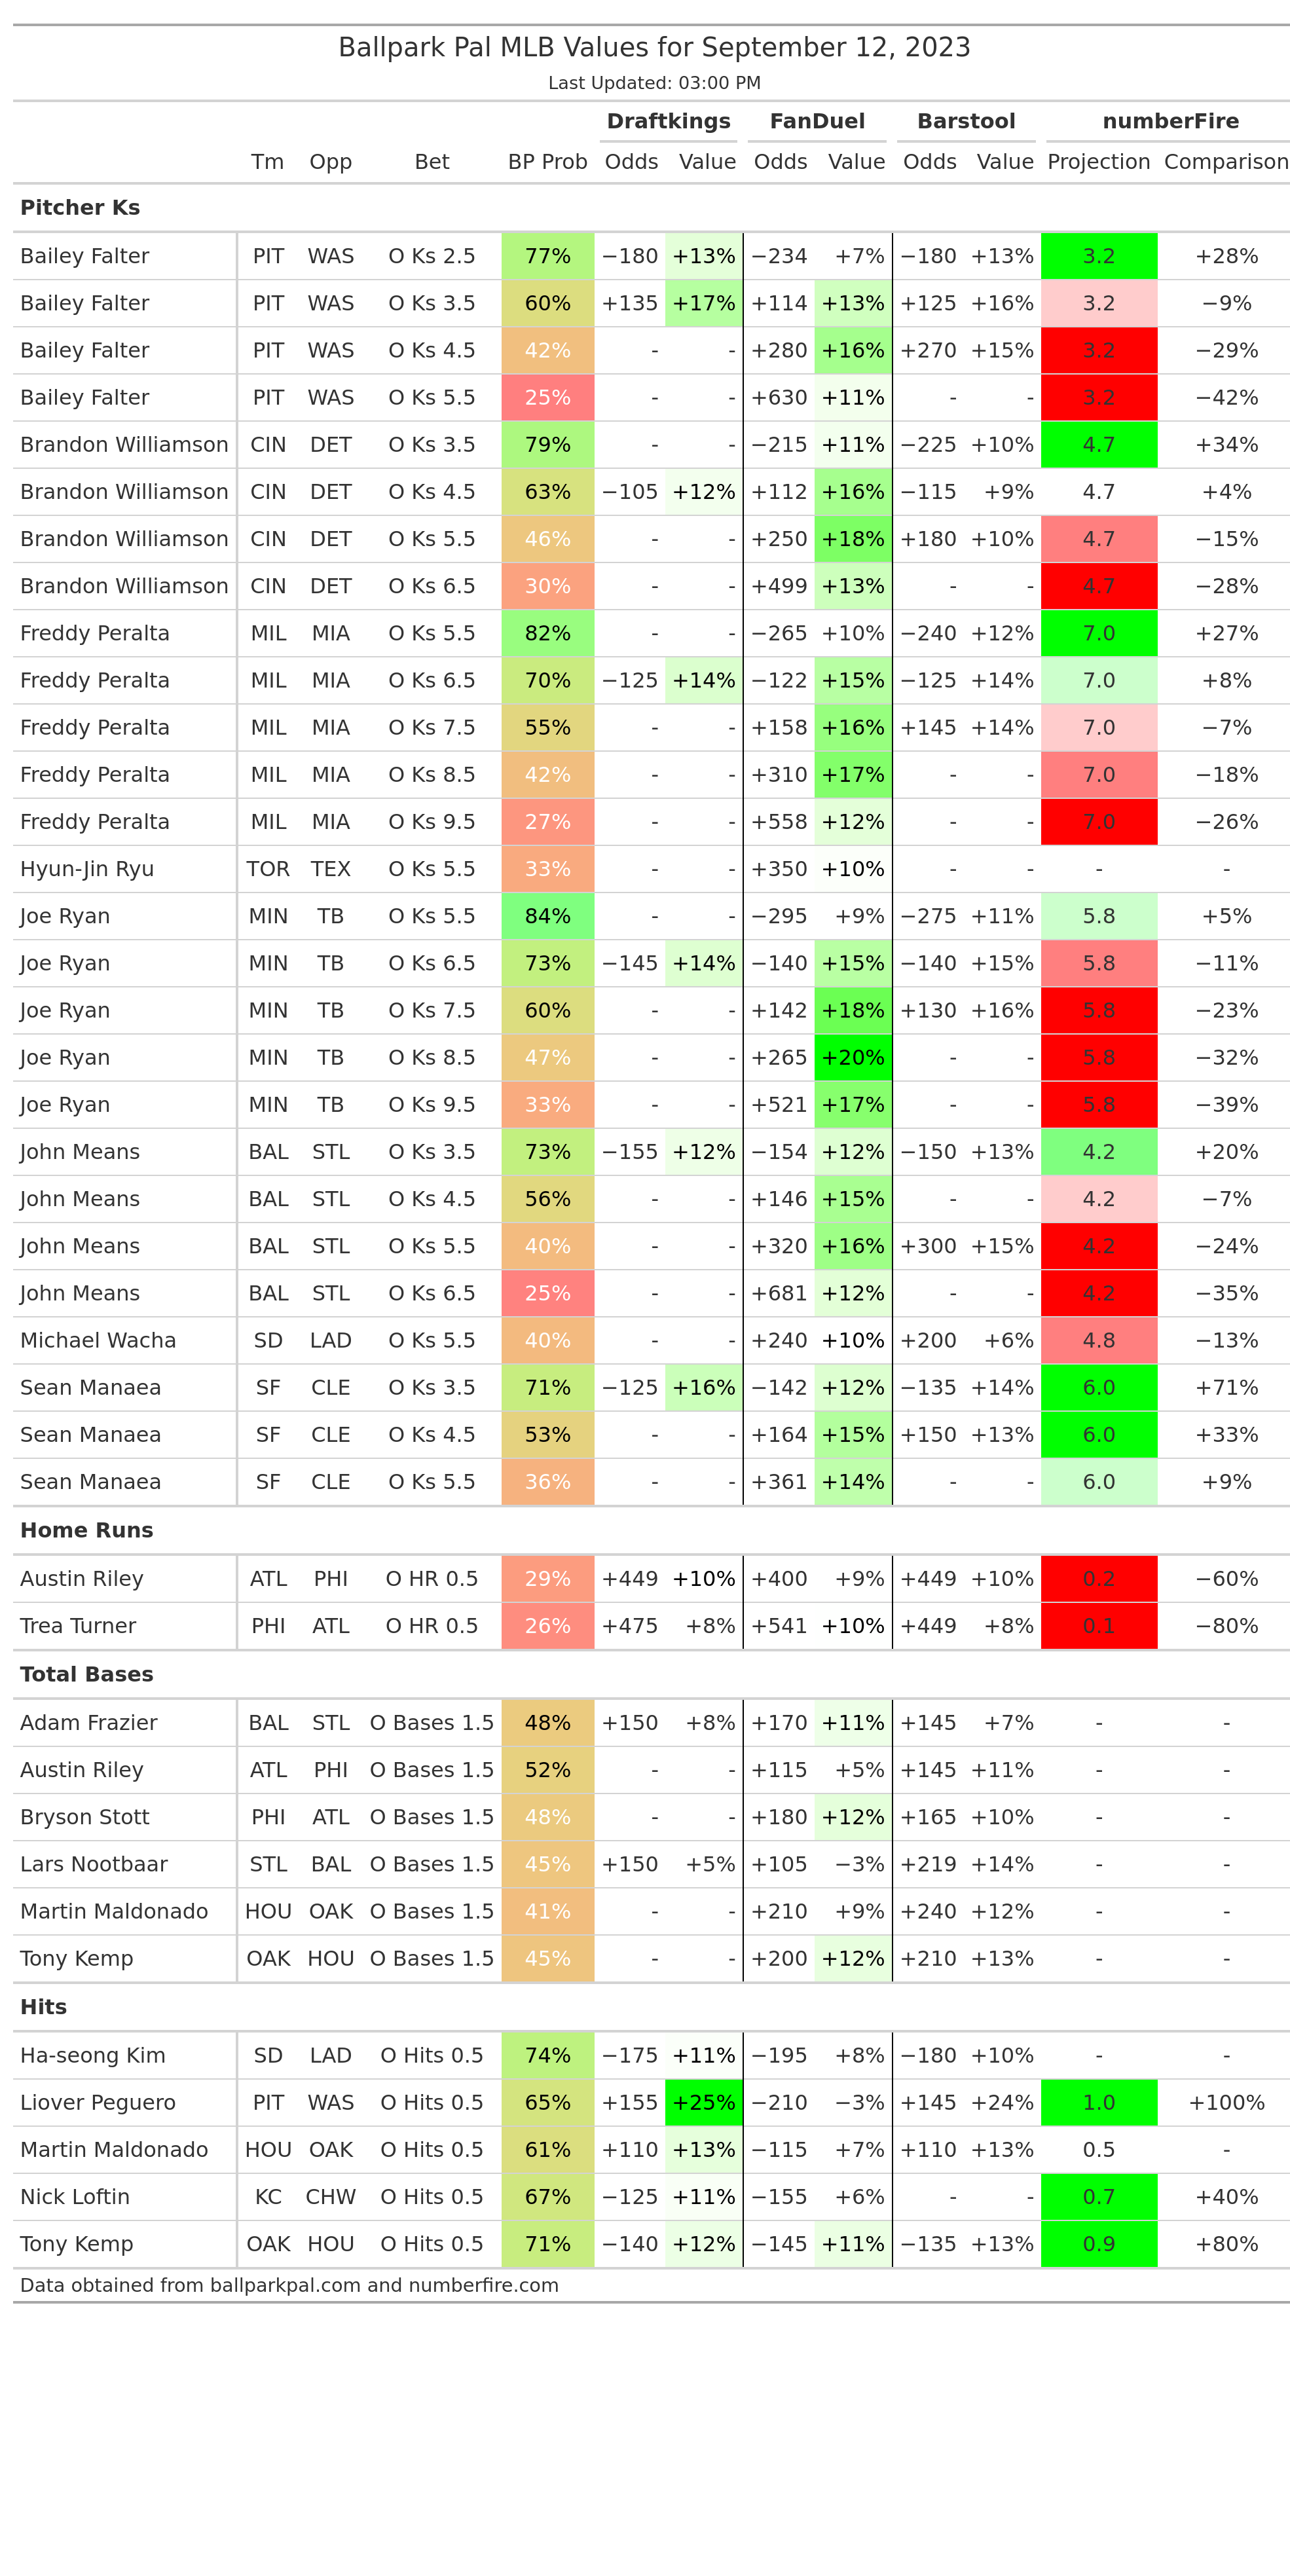 Ballpark Pal MLB Values for September 12, 2023
Last Updated: 03:00 PM
Draftkings FanDuel Barstool numberFire
Tm Opp Bet BP Prob Odds Value Odds Value Odds Value Projection Comparison
Pitcher Ks
Bailey Falter PIT WAS O Ks 2.5 77% −180 +13% −234 +7% −180 +13% 3.2 +28%
Bailey Falter PIT WAS O Ks 3.5 60% +135 +17% +114 +13% +125 +16% 3.2 −9%
Bailey Falter PIT WAS O Ks 4.5 42% - - +280 +16% +270 +15% 3.2 −29%
Bailey Falter PIT WAS O Ks 5.5 25% - - +630 +11% - - 3.2 −42%
Brandon Williamson CIN DET O Ks 3.5 79% - - −215 +11% −225 +10% 4.7 +34%
Brandon Williamson CIN DET O Ks 4.5 63% −105 +12% +112 +16% −115 +9% 4.7 +4%
Brandon Williamson CIN DET O Ks 5.5 46% - - +250 +18% +180 +10% 4.7 −15%
Brandon Williamson CIN DET O Ks 6.5 30% - - +499 +13% - - 4.7 −28%
Freddy Peralta MIL MIA O Ks 5.5 82% - - −265 +10% −240 +12% 7.0 +27%
Freddy Peralta MIL MIA O Ks 6.5 70% −125 +14% −122 +15% −125 +14% 7.0 +8%
Freddy Peralta MIL MIA O Ks 7.5 55% - - +158 +16% +145 +14% 7.0 −7%
Freddy Peralta MIL MIA O Ks 8.5 42% - - +310 +17% - - 7.0 −18%
Freddy Peralta MIL MIA O Ks 9.5 27% - - +558 +12% - - 7.0 −26%
Hyun-Jin Ryu TOR TEX O Ks 5.5 33% - - +350 +10% - - - -
Joe Ryan MIN TB O Ks 5.5 84% - - −295 +9% −275 +11% 5.8 +5%
Joe Ryan MIN TB O Ks 6.5 73% −145 +14% −140 +15% −140 +15% 5.8 −11%
Joe Ryan MIN TB O Ks 7.5 60% - - +142 +18% +130 +16% 5.8 −23%
Joe Ryan MIN TB O Ks 8.5 47% - - +265 +20% - - 5.8 −32%
Joe Ryan MIN TB O Ks 9.5 33% - - +521 +17% - - 5.8 −39%
John Means BAL STL O Ks 3.5 73% −155 +12% −154 +12% −150 +13% 4.2 +20%
John Means BAL STL O Ks 4.5 56% - - +146 +15% - - 4.2 −7%
John Means BAL STL O Ks 5.5 40% - - +320 +16% +300 +15% 4.2 −24%
John Means BAL STL O Ks 6.5 25% - - +681 +12% - - 4.2 −35%
Michael Wacha SD LAD O Ks 5.5 40% - - +240 +10% +200 +6% 4.8 −13%
Sean Manaea SF CLE O Ks 3.5 71% −125 +16% −142 +12% −135 +14% 6.0 +71%
Sean Manaea SF CLE O Ks 4.5 53% - - +164 +15% +150 +13% 6.0 +33%
Sean Manaea SF CLE O Ks 5.5 36% - - +361 +14% - - 6.0 +9%
Home Runs
Austin Riley ATL PHI O HR 0.5 29% +449 +10% +400 +9% +449 +10% 0.2 −60%
Trea Turner PHI ATL O HR 0.5 26% +475 +8% +541 +10% +449 +8% 0.1 −80%
Total Bases
Adam Frazier BAL STL O Bases 1.5 48% +150 +8% +170 +11% +145 +7% - -
Austin Riley ATL PHI O Bases 1.5 52% - - +115 +5% +145 +11% - -
Bryson Stott PHI ATL O Bases 1.5 48% - - +180 +12% +165 +10% - -
Lars Nootbaar STL BAL O Bases 1.5 45% +150 +5% +105 −3% +219 +14% - -
Martin Maldonado HOU OAK O Bases 1.5 41% - - +210 +9% +240 +12% - -
Tony Kemp OAK HOU O Bases 1.5 45% - - +200 +12% +210 +13% - -
Hits
Ha-seong Kim SD LAD O Hits 0.5 74% −175 +11% −195 +8% −180 +10% - -
Liover Peguero PIT WAS O Hits 0.5 65% +155 +25% −210 −3% +145 +24% 1.0 +100%
Martin Maldonado HOU OAK O Hits 0.5 61% +110 +13% −115 +7% +110 +13% 0.5 -
Nick Loftin KC CHW O Hits 0.5 67% −125 +11% −155 +6% - - 0.7 +40%
Tony Kemp OAK HOU O Hits 0.5 71% −140 +12% −145 +11% −135 +13% 0.9 +80%
Data obtained from ballparkpal.com and numberfire.com